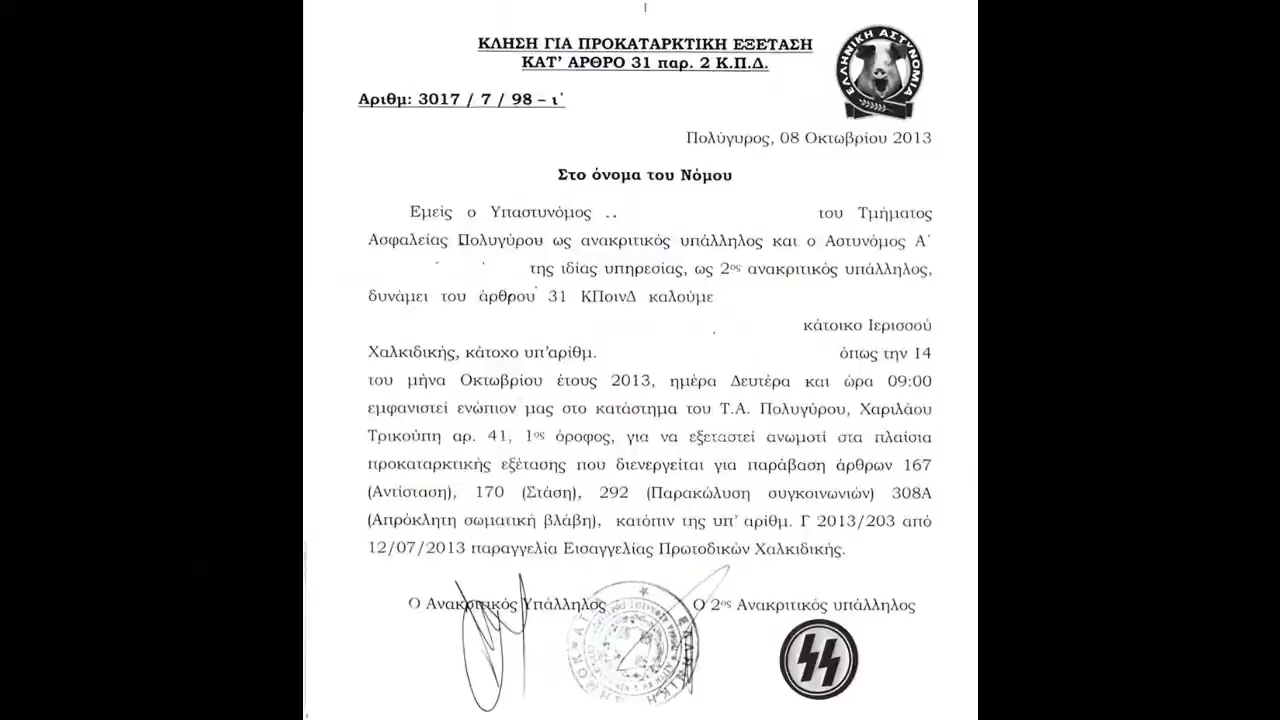 ΚΛΗΣΗ ΓΙΑ ΠΡΟΚΑΤΑΡΚΤΙΚΗ ΕΞΕΤΑΣΗ
ΚΑΤ' ΑΡΘΡΟ 31 παρ. 2 Κ.Π.Δ.
ΕΛΛΗΝΙΚΗ ΑΣΤΥΝΟΜΙΑ
Αριθμ: 3017 / 7 / 98 – ι΄
Πολύγυρος, 08 Οκτωβρίου 2013
Στο όνομα του Νόμου
Εμείς ο Υπαστυνόμος .. του Τμήματος
Ασφαλείας Πολυγύρου ως ανακριτικός υπάλληλος και ο Αστυνόμος Α΄
της ιδίας υπηρεσίας, ως 2ος ανακριτικός υπάλληλος,
δυνάμει του άρθρου 31 ΚΠοινΔ καλούμε
κάτοικο Ιερισσού
Χαλκιδικής, κάτοχο υπ'αρίθμ. όπως την 14
του μήνα Οκτωβρίου έτους 2013, ημέρα Δευτέρα και ώρα 09:00
εμφανιστεί ενώπιον μας στο κατάστημα του Τ.Α. Πολυγύρου, Χαριλάου
Τρικούπη αρ. 41, 1ος όροφος, για να εξεταστεί ανωμοτί στα πλαίσια
προκαταρκτικής εξέτασης που διενεργείται για παράβαση άρθρων 167
(Αντίσταση), 170 (Στάση), 292 (Παρακώλυση συγκοινωνιών) 308Α
(Απρόκλητη σωματική βλάβη), κατόπιν της υπ' αρίθμ. Γ 2013/203 από
12/07/2013 παραγγελία Εισαγγελίας Πρωτοδικών Χαλκιδικής.
Ο Ανακριτικός Υπάλληλος Ο 2ος Ανακριτικός υπάλληλος